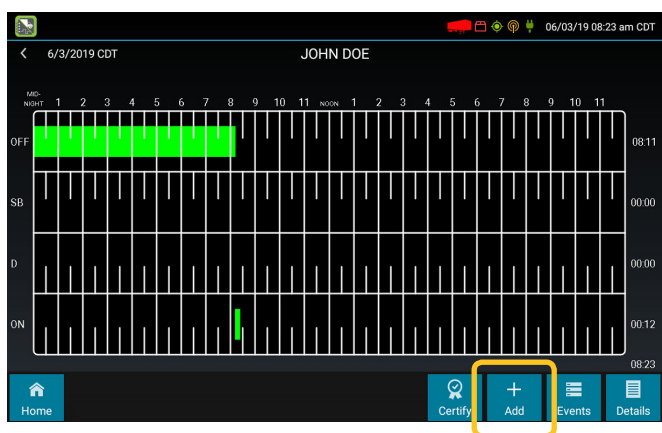 06/03/19 08:23 am CDT
6/3/2019 CDT JOHN DOE
MID-
NIGHT 1 2 3 4 5 6 7 8 9 10 11 NOON 1 2 3 4 5 6 7 8 9 10 11
OFF 08:11
SB 00:00
D 00:00
ON 00:12
08:23
Home Certify Add Events Details